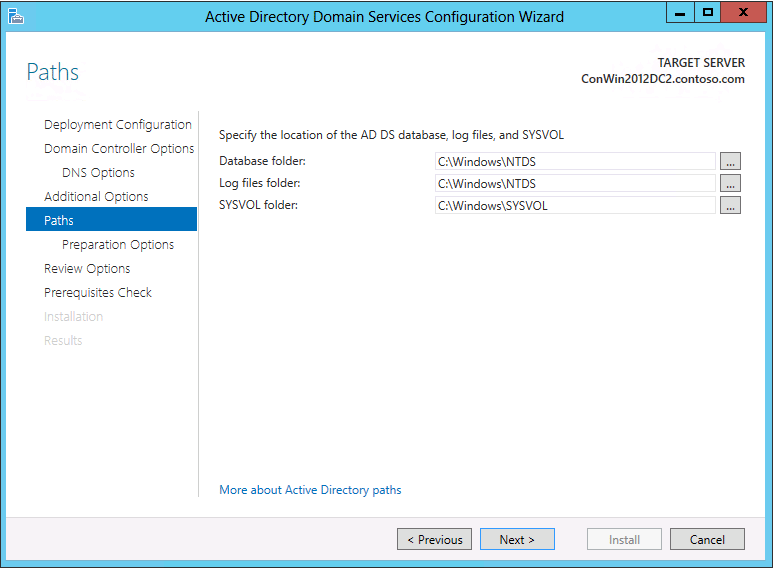 Active Directory Domain Services Configuration Wizard
Paths
TARGET SERVER
ConWin2012DC2.contoso.com
Deployment Configuration
Domain Controller Options
DNS Options
Additional Options
Paths
Preparation Options
Review Options
Prerequisites Check
Installation
Results
Specify the location of the AD DS database, log files, and SYSVOL
Database folder: C:\Windows\NTDS ...
Log files folder: C:\Windows\NTDS ...
SYSVOL folder: C:\Windows\SYSVOL ...
More about Active Directory paths
< Previous Next > Install Cancel